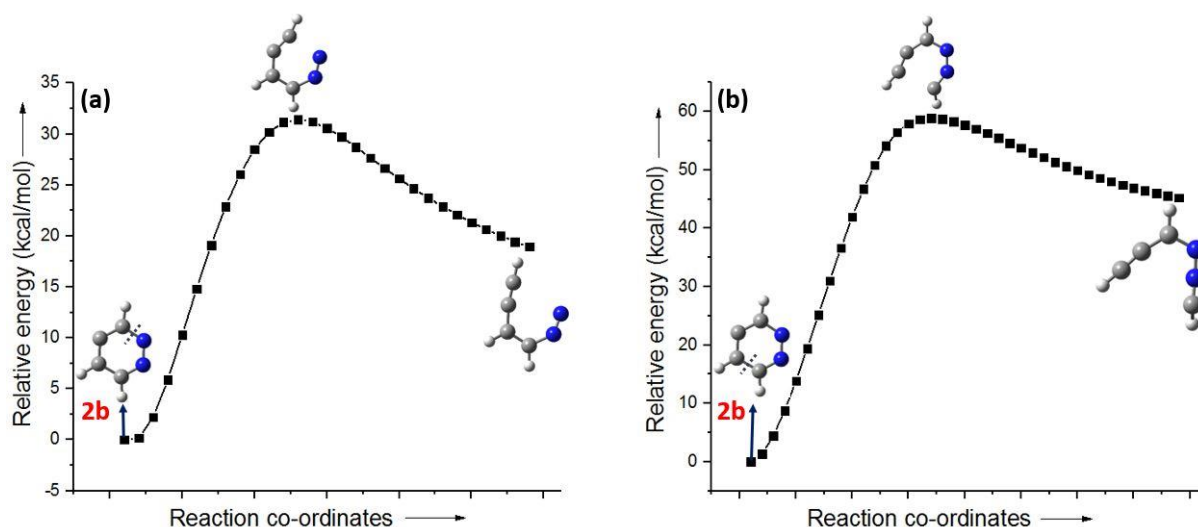 (a)
Relative energy (kcal/mol)
35
30
25
20
15
10
5
0
-5
2b
Reaction co-ordinates
(b)
Relative energy (kcal/mol)
60
50
40
30
20
10
0
2b
Reaction co-ordinates